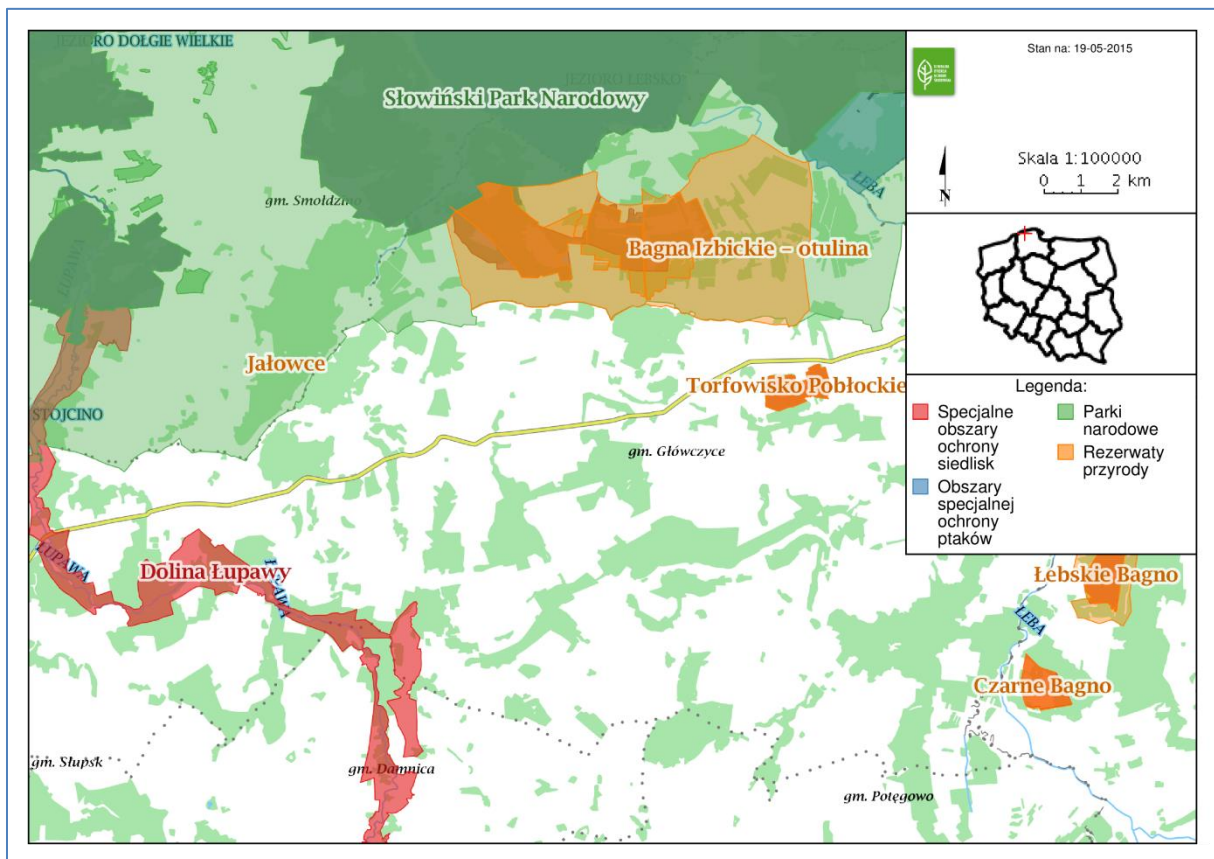 JEZIORO DOŁGIE WIELKIE
JEZIORO ŁEBSKO
Słowiński Park Narodowy
Stan na: 19-05-2015
Skala 1:100000
0 1 2 km
N
ŁEBA
gm. Smołdzino
Bagna Izbickie – otulina
ŁUPAWA
Jałowce
Torfowisko Pobłockie
STOJCINO
gm. Główczyce
Legenda:
Specjalne
obszary
ochrony
siedlisk
Obszary
specjalnej
ochrony
ptaków
Parki
narodowe
Rezerwaty
przyrody
ŁUPAWA
Dolina Łupawy
ŁUPAWA
Łebskie Bagno
ŁEBA
Czarne Bagno
gm. Słupsk
gm. Damnica
gm. Potęgowo